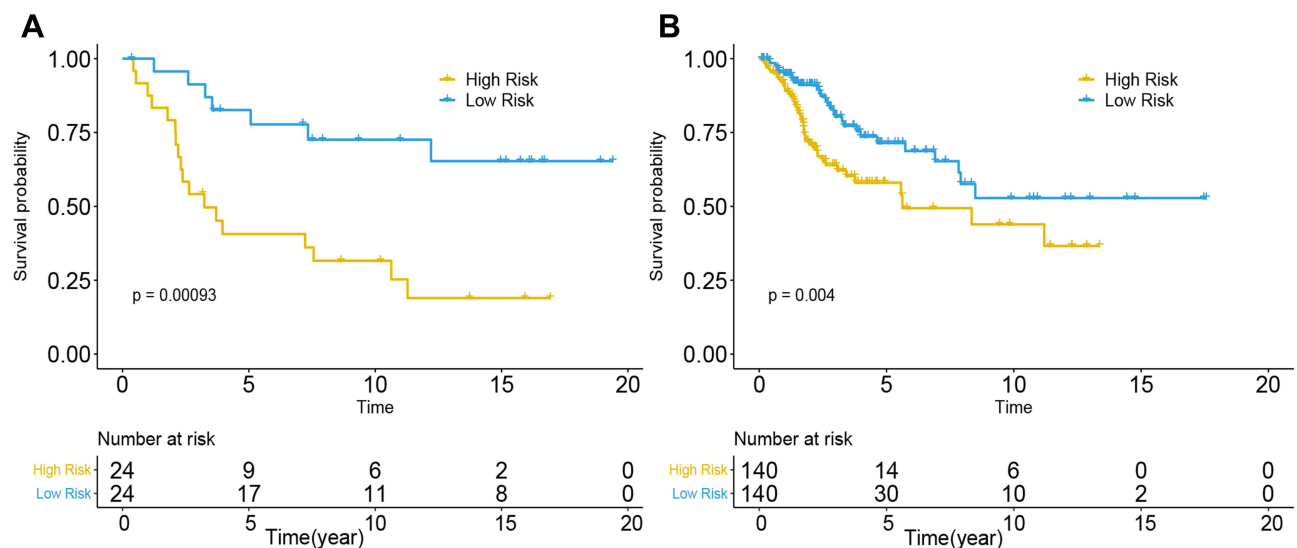 A
1.00
0.75
0.50
0.25
0.00
Survival probability
High Risk
Low Risk
p = 0.00093
0 5 10 15 20
Time
Number at risk
High Risk 24 9 6 2 0
Low Risk 24 17 11 8 0
0 5 10 15 20
Time(year)
B
1.00
0.75
0.50
0.25
0.00
Survival probability
High Risk
Low Risk
p = 0.004
0 5 10 15 20
Time
Number at risk
High Risk 140 14 6 0 0
Low Risk 140 30 10 2 0
0 5 10 15 20
Time(year)